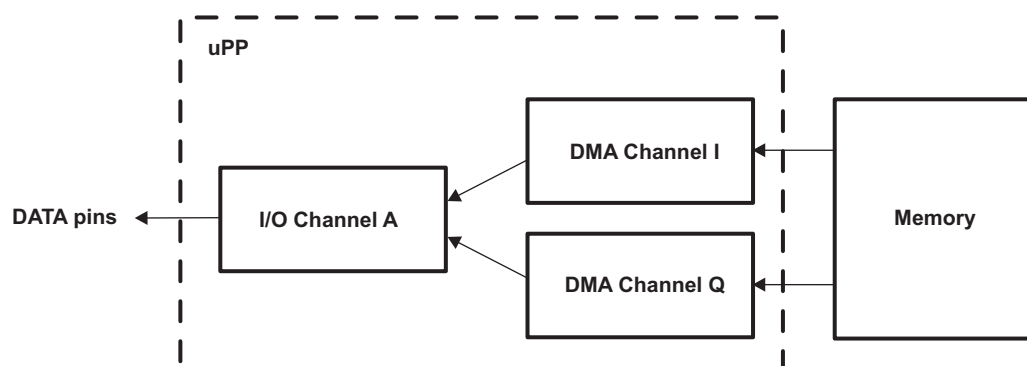 uPP
DMA Channel I
DATA pins
I/O Channel A
Memory
DMA Channel Q